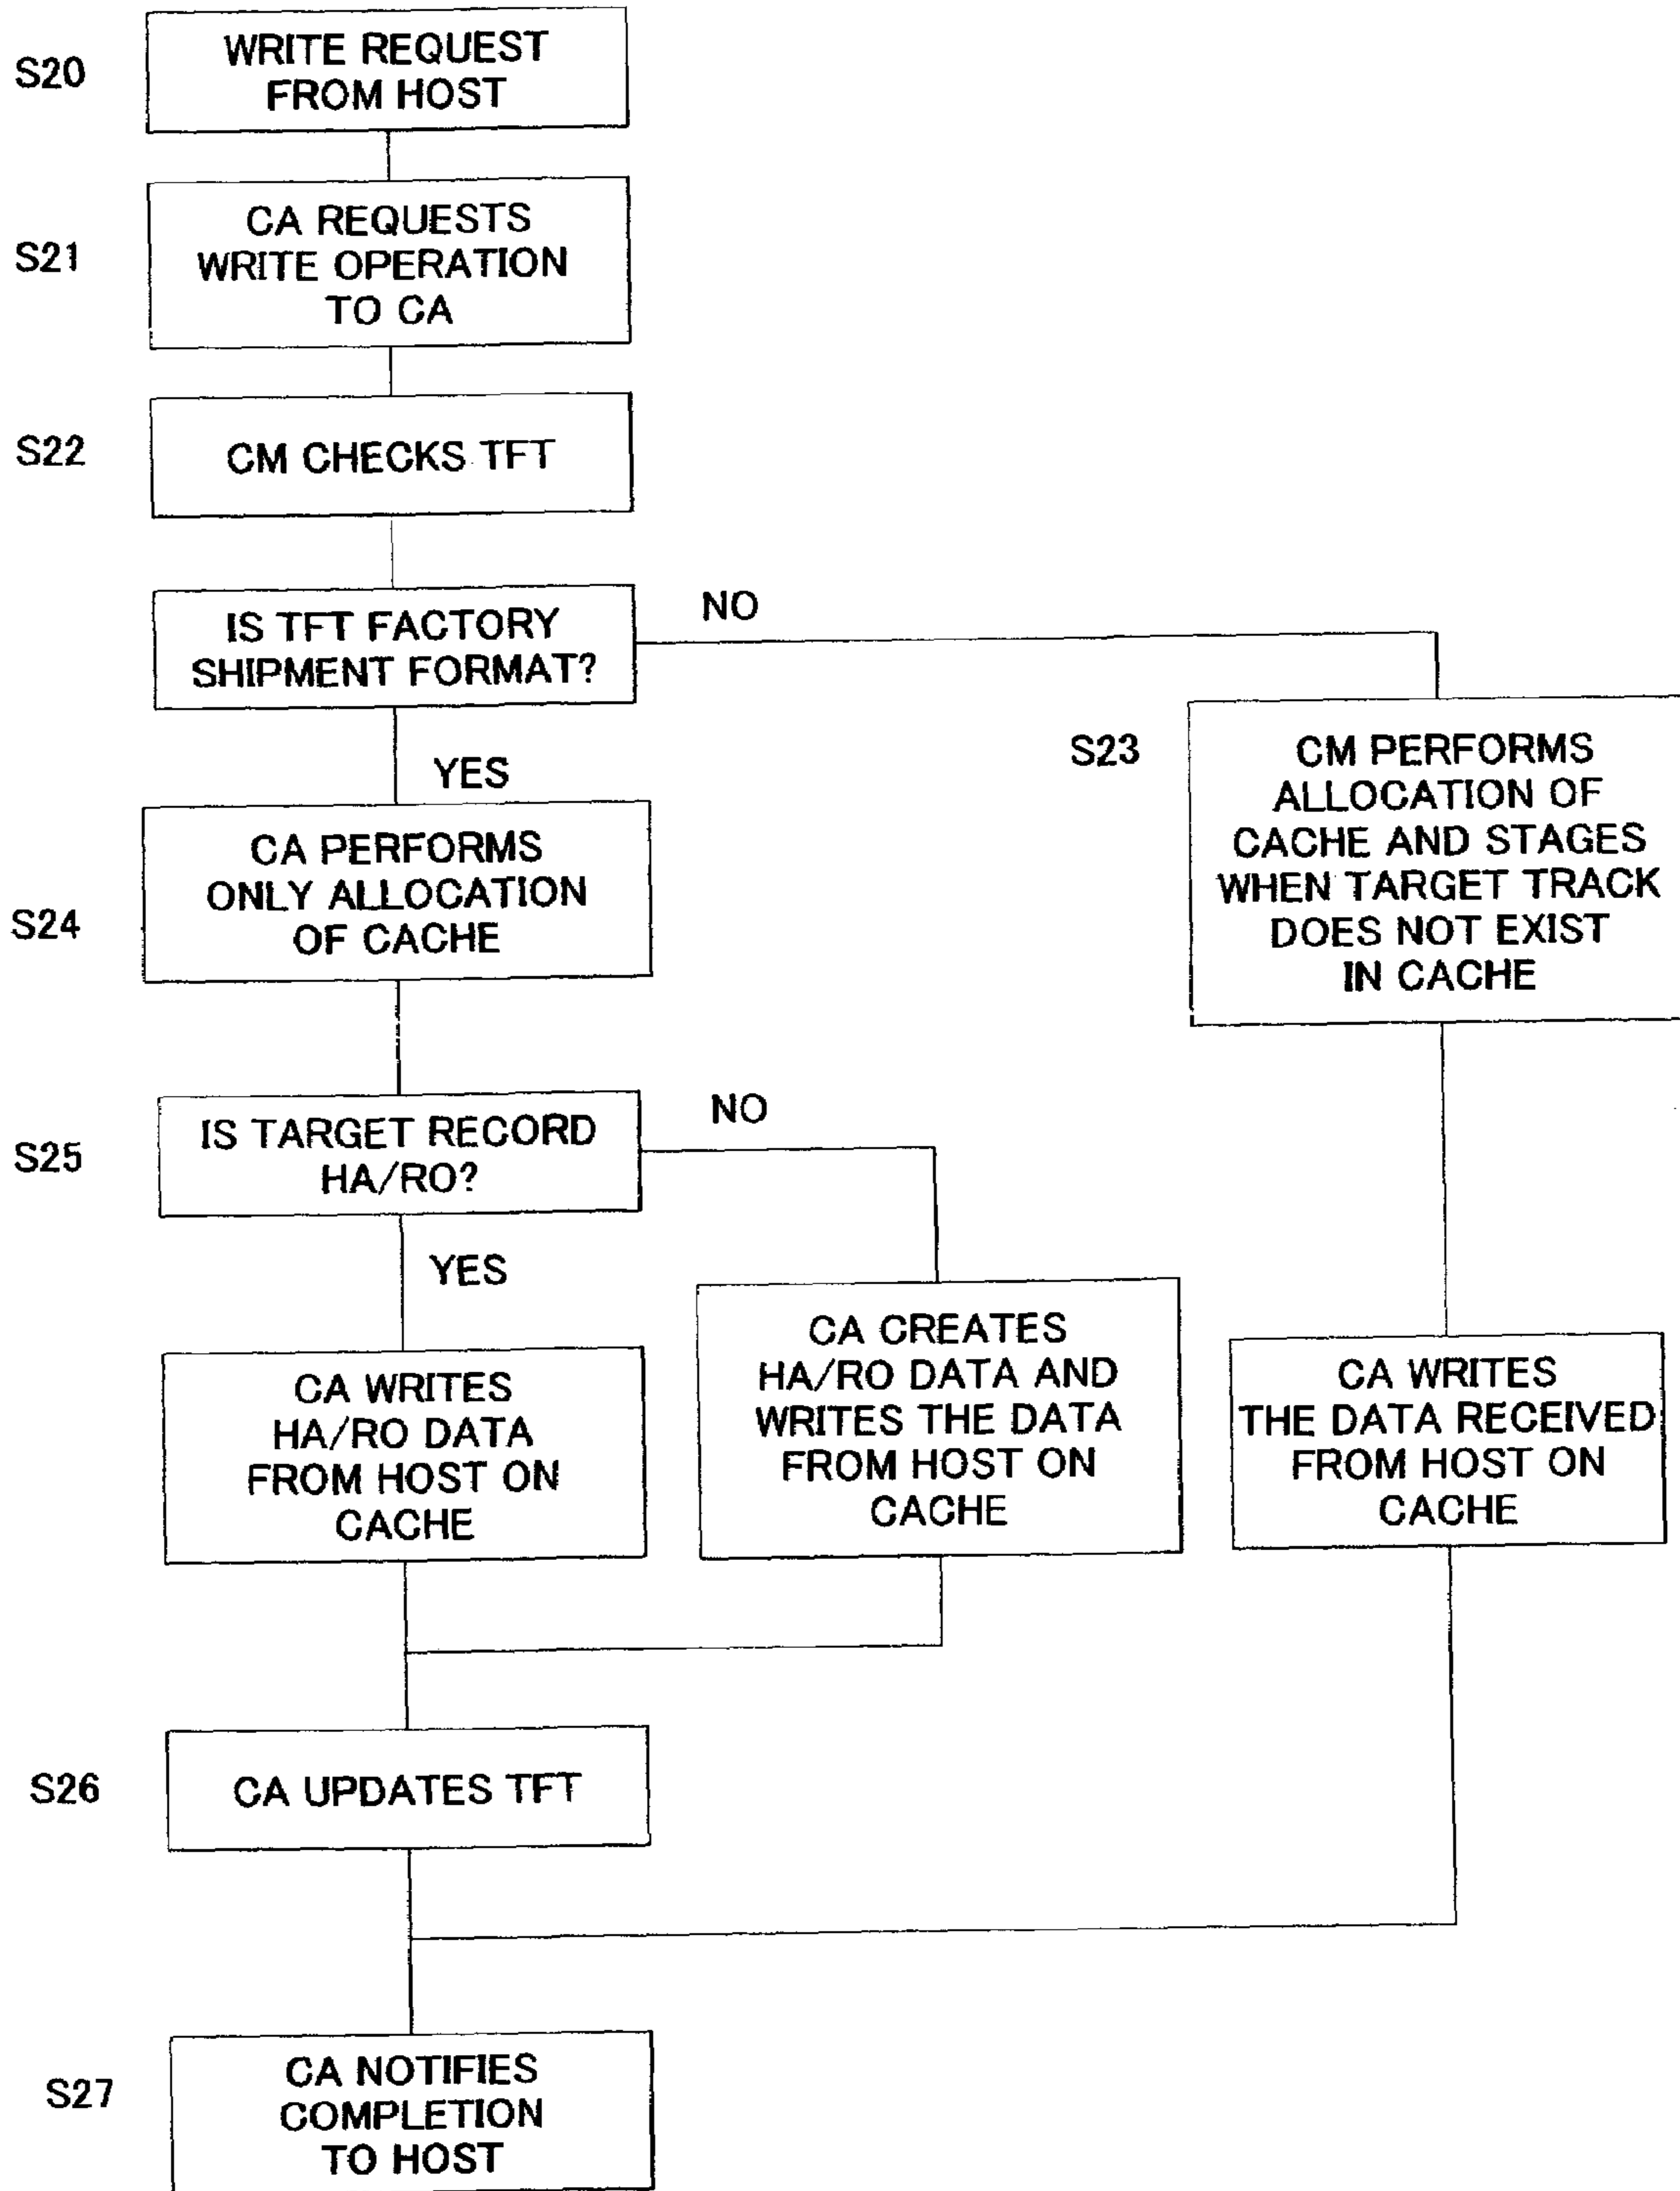 S20
WRITE REQUEST
FROM HOST
S21
CA REQUESTS
WRITE OPERATION
TO CA
S22
CM CHECKS TFT
IS TFT FACTORY
SHIPMENT FORMAT?
NO
YES
S23
CM PERFORMS
ALLOCATION OF
CACHE AND STAGES
WHEN TARGET TRACK
DOES NOT EXIST
IN CACHE
S24
CA PERFORMS
ONLY ALLOCATION
OF CACHE
S25
IS TARGET RECORD
HA/RO?
NO
YES
CA WRITES
HA/RO DATA
FROM HOST ON
CACHE
CA CREATES
HA/RO DATA AND
WRITES THE DATA
FROM HOST ON
CACHE
CA WRITES
THE DATA RECEIVED
FROM HOST ON
CACHE
S26
CA UPDATES TFT
S27
CA NOTIFIES
COMPLETION
TO HOST